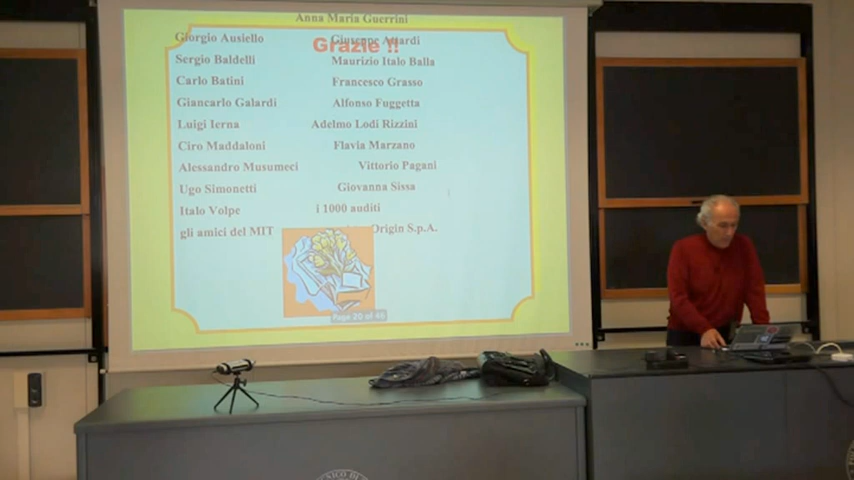 Anna Maria Guerrini
Grazie !!
Giorgio Ausiello Giuseppe Attardi
Sergio Baldelli Maurizio Italo Balla
Carlo Batini Francesco Grasso
Giancarlo Galardi Alfonso Fuggetta
Luigi Ierna Adelmo Lodi Rizzini
Ciro Maddaloni Flavia Marzano
Alessandro Musumeci Vittorio Pagani
Ugo Simonetti Giovanna Sissa
Italo Volpe i 1000 auditi
gli amici del MIT Origin S.p.A.
Page 20 of 46